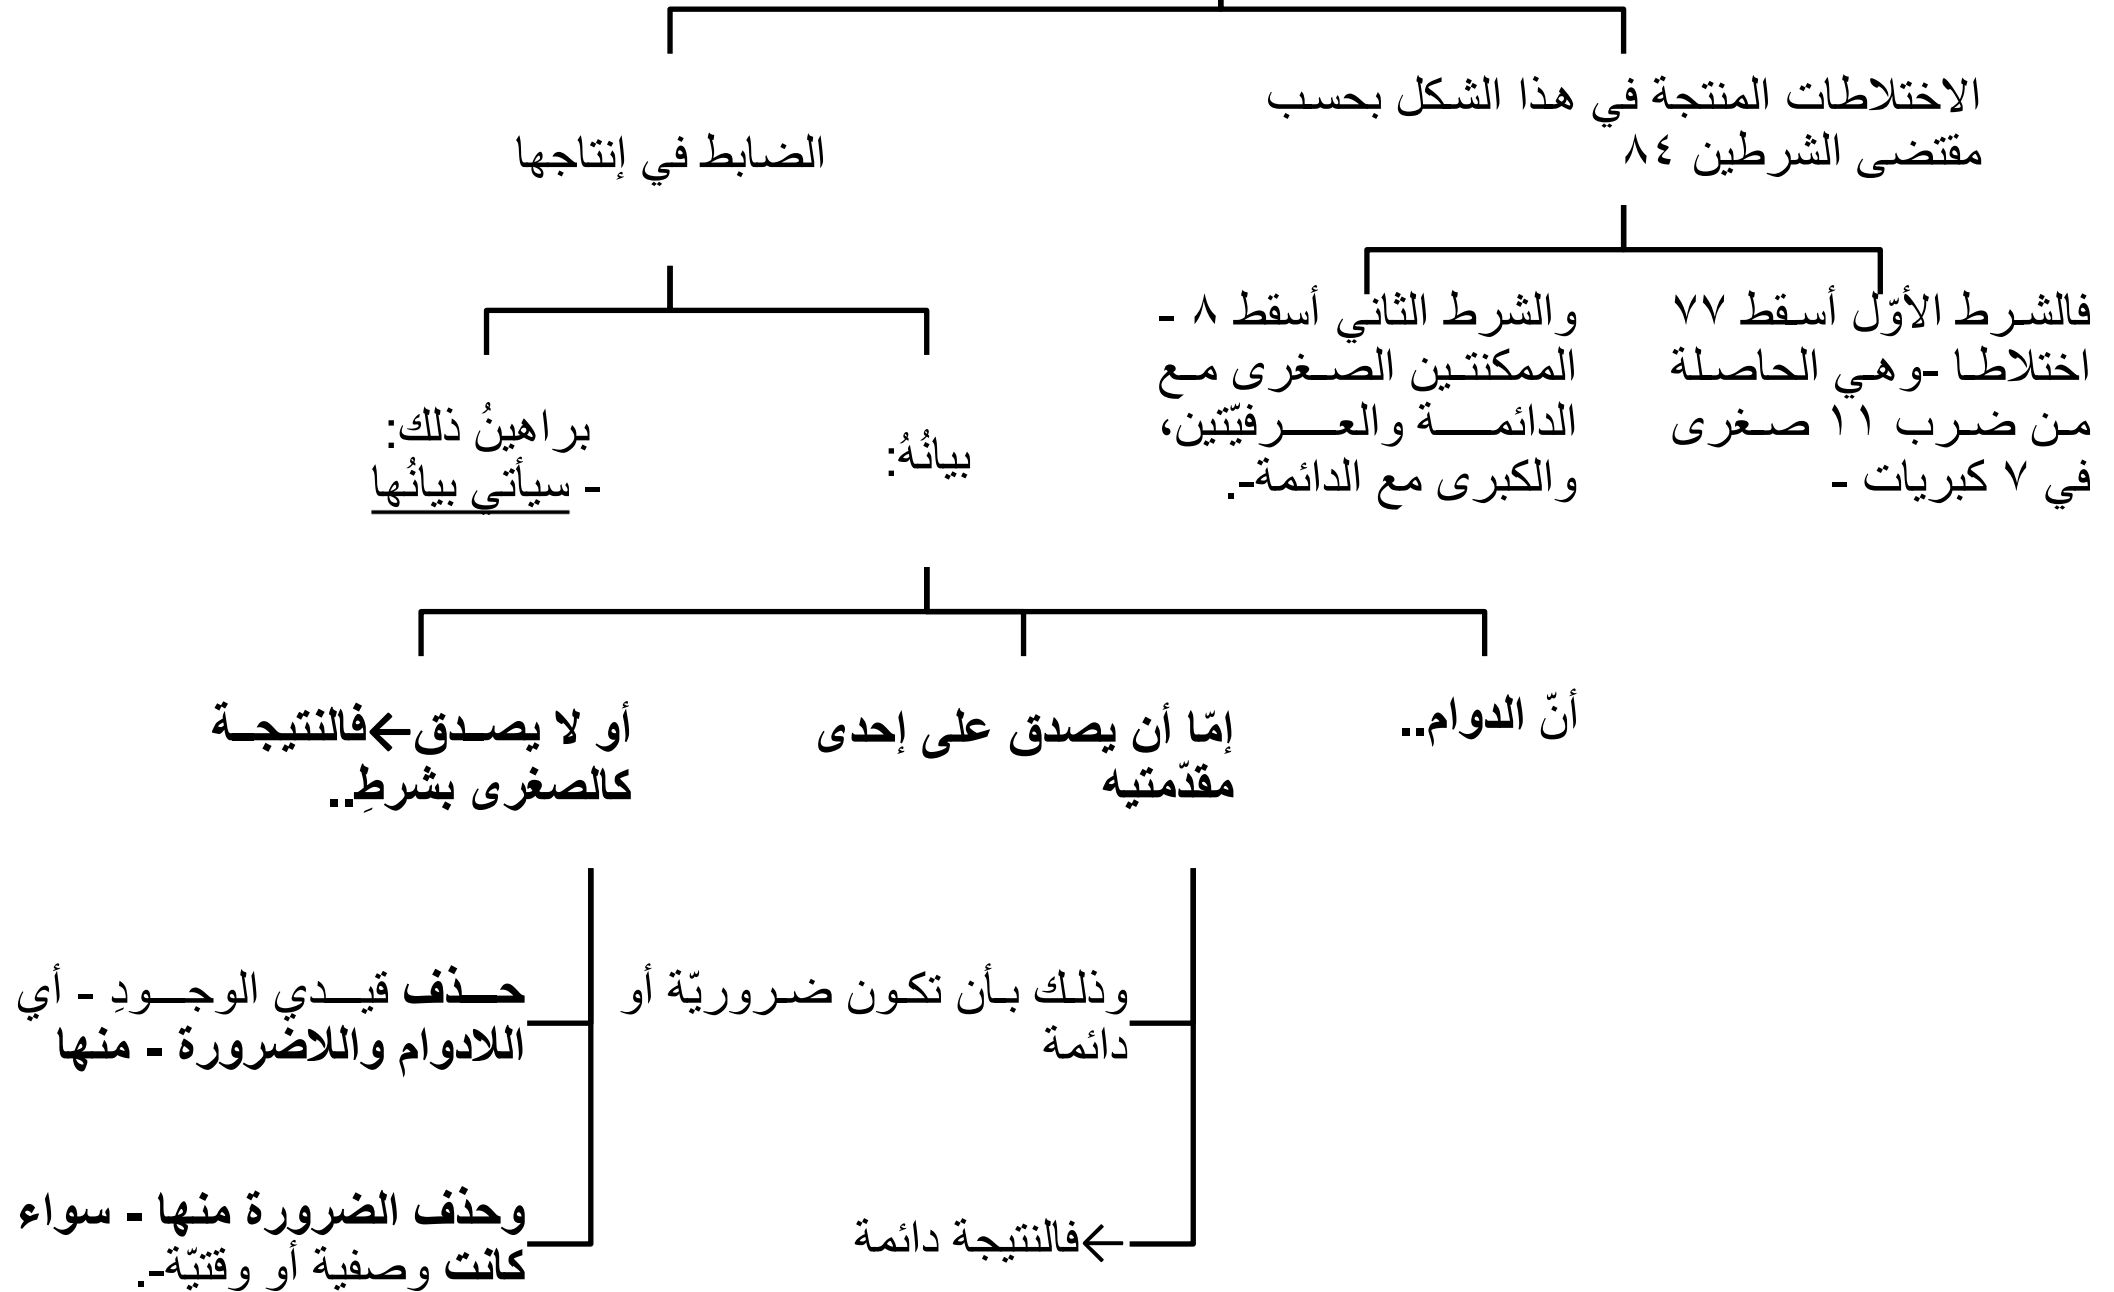 الاختلاطات المنتجة في هذا الشكل بحسب
مقتضى الشرطين ٨٤
الضابط في إنتاجها
فالشرط الأوّل أسقط ٧٧
اختلاطا -وهي الحاصلة
من ضرب ١١ صغرى
في ٧ كبريات -
والشرط الثاني أسقط ٨ -
الممكنتين الصغرى مع
الدائمة والعرفيّتين،
والكبرى مع الدائمة-.
بيانُهُ:
براهينُ ذلك:
- سيأتي بيانُها
أنّ الدوام..
إمّا أن يصدق على إحدى
مقدّمتيه
أو لا يصدق←فالنتيجة
كالصغرى بشرطِ..
وذلك بأن تكون ضروريّة أو
دائمة
←فالنتيجة دائمة
حذف قيدي الوجودِ - أي
اللادوام واللاضرورة - منها
وحذف الضرورة منها - سواء
كانت وصفية أو وقتيّة-.